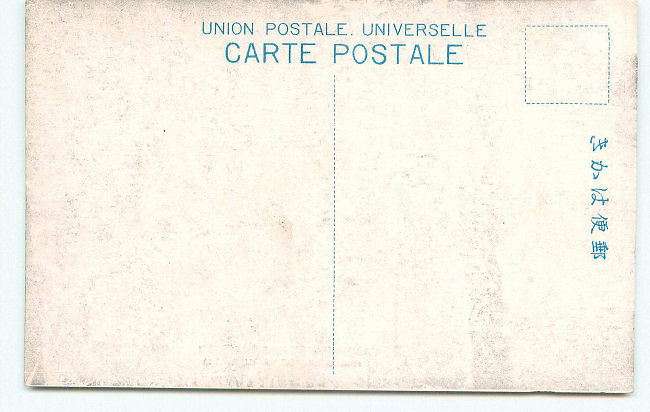 UNION POSTALE. UNIVERSELLE
CARTE POSTALE
郵便はかき